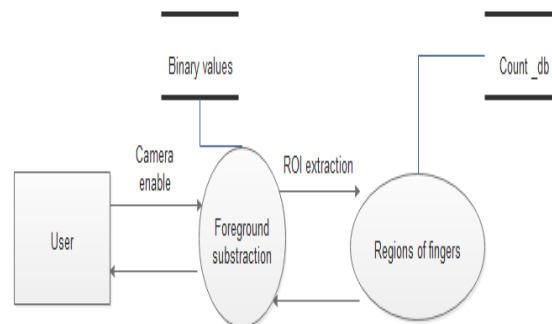 Binary values
Count _db
Camera
enable
ROI extraction
User
Foreground
substraction
Regions of fingers